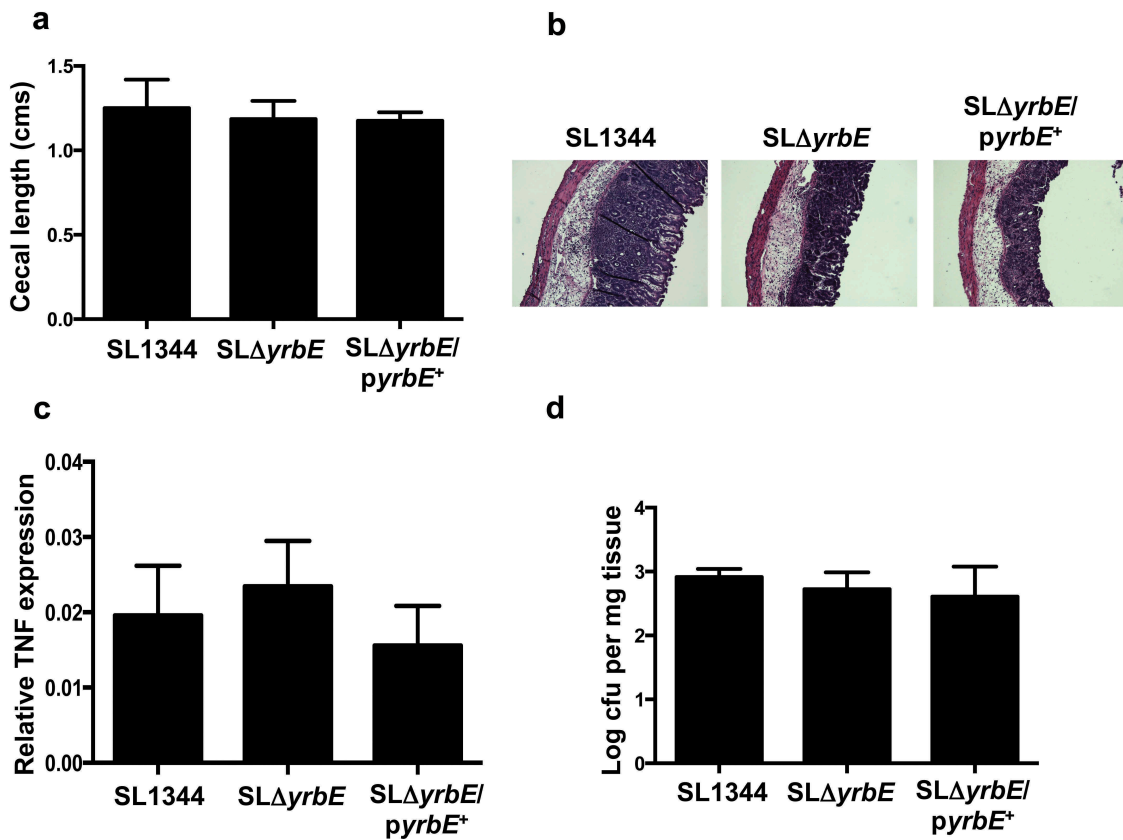 a
Cecal length (cms)
1.5
1.0
0.5
0.0
SL1344
SLΔyrbE
SLΔyrbE/
pyrbE⁺
b
SL1344
SLΔyrbE
SLΔyrbE/
pyrbE⁺
c
Relative TNF expression
0.04
0.03
0.02
0.01
0.00
SL1344
SLΔyrbE
SLΔyrbE/
pyrbE⁺
d
Log cfu per mg tissue
4
3
2
1
0
SL1344
SLΔyrbE
SLΔyrbE/
pyrbE⁺